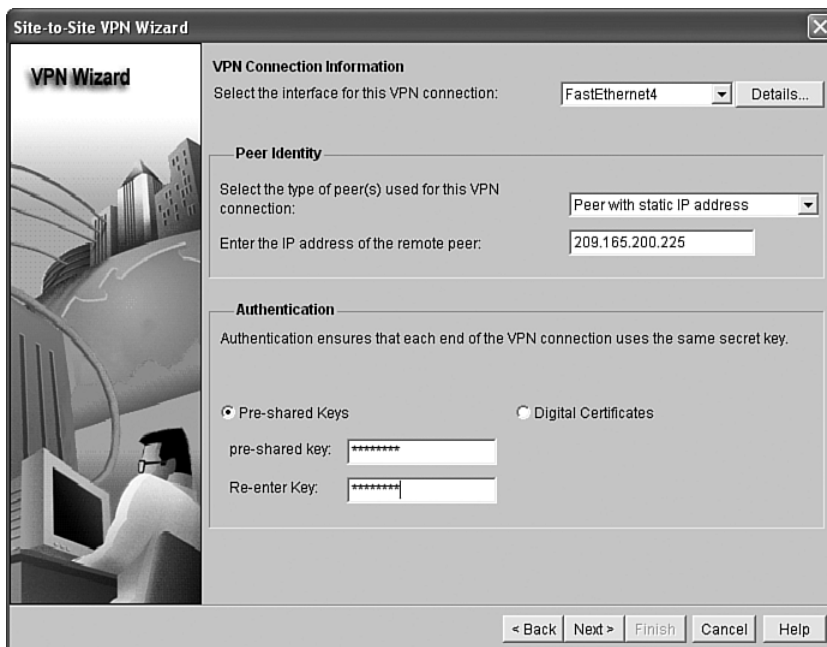 Site-to-Site VPN Wizard
VPN Wizard
VPN Connection Information
Select the interface for this VPN connection:
FastEthernet4
Details...
Peer Identity
Select the type of peer(s) used for this VPN
connection:
Peer with static IP address
Enter the IP address of the remote peer:
209.165.200.225
Authentication
Authentication ensures that each end of the VPN connection uses the same secret key.
Pre-shared Keys
Digital Certificates
pre-shared key:
********
Re-enter Key:
********
< Back
Next >
Finish
Cancel
Help